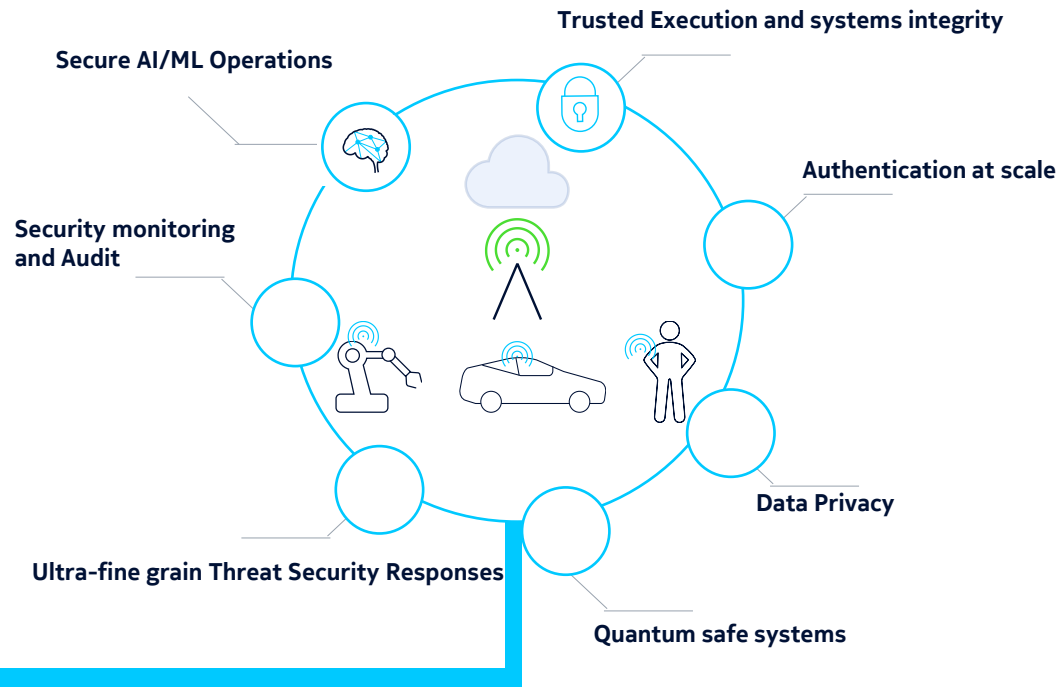 Trusted Execution and systems integrity
Secure AI/ML Operations
Authentication at scale
Security monitoring
and Audit
Data Privacy
Ultra-fine grain Threat Security Responses
Quantum safe systems